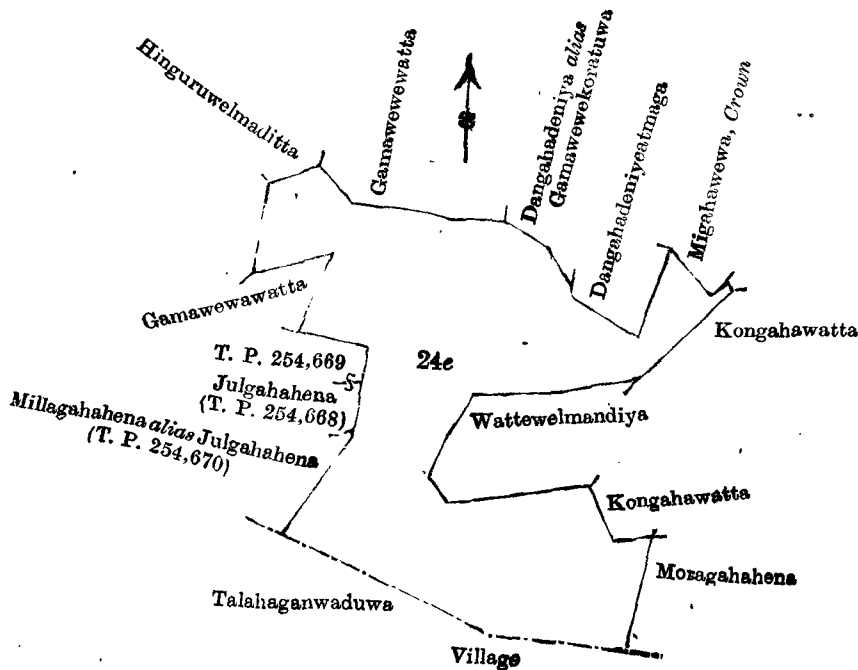 Hinguruwelmaditta
Gamawewewatta
Dangahadeniya alias
Gamawewekoratuwa
Dangahadeniyeatmaga
Migahawewa, Crown
Gamawewawatta
Kongahawatta
T. P. 254,669
24e
Julgahahena
(T. P. 254,668)
Millagahahena alias Julgahahena
(T. P. 254,670)
Wattewelmandiya
Kongahawatta
Moragahahena
Talahaganwaduwa
Village